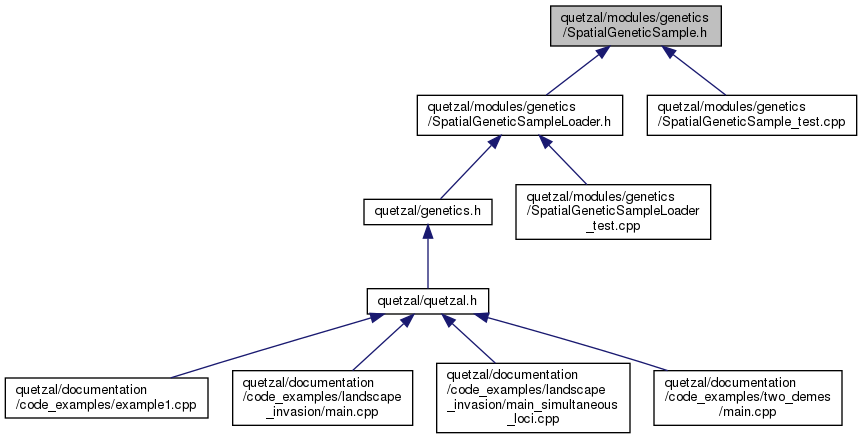 quetzal/modules/genetics
/SpatialGeneticSample.h
quetzal/modules/genetics
/SpatialGeneticSampleLoader.h
quetzal/modules/genetics
/SpatialGeneticSample_test.cpp
quetzal/genetics.h
quetzal/modules/genetics
/SpatialGeneticSampleLoader
_test.cpp
quetzal/quetzal.h
quetzal/documentation
/code_examples/example1.cpp
quetzal/documentation
/code_examples/landscape
_invasion/main.cpp
quetzal/documentation
/code_examples/landscape
_invasion/main_simultaneous
_loci.cpp
quetzal/documentation
/code_examples/two_demes
/main.cpp